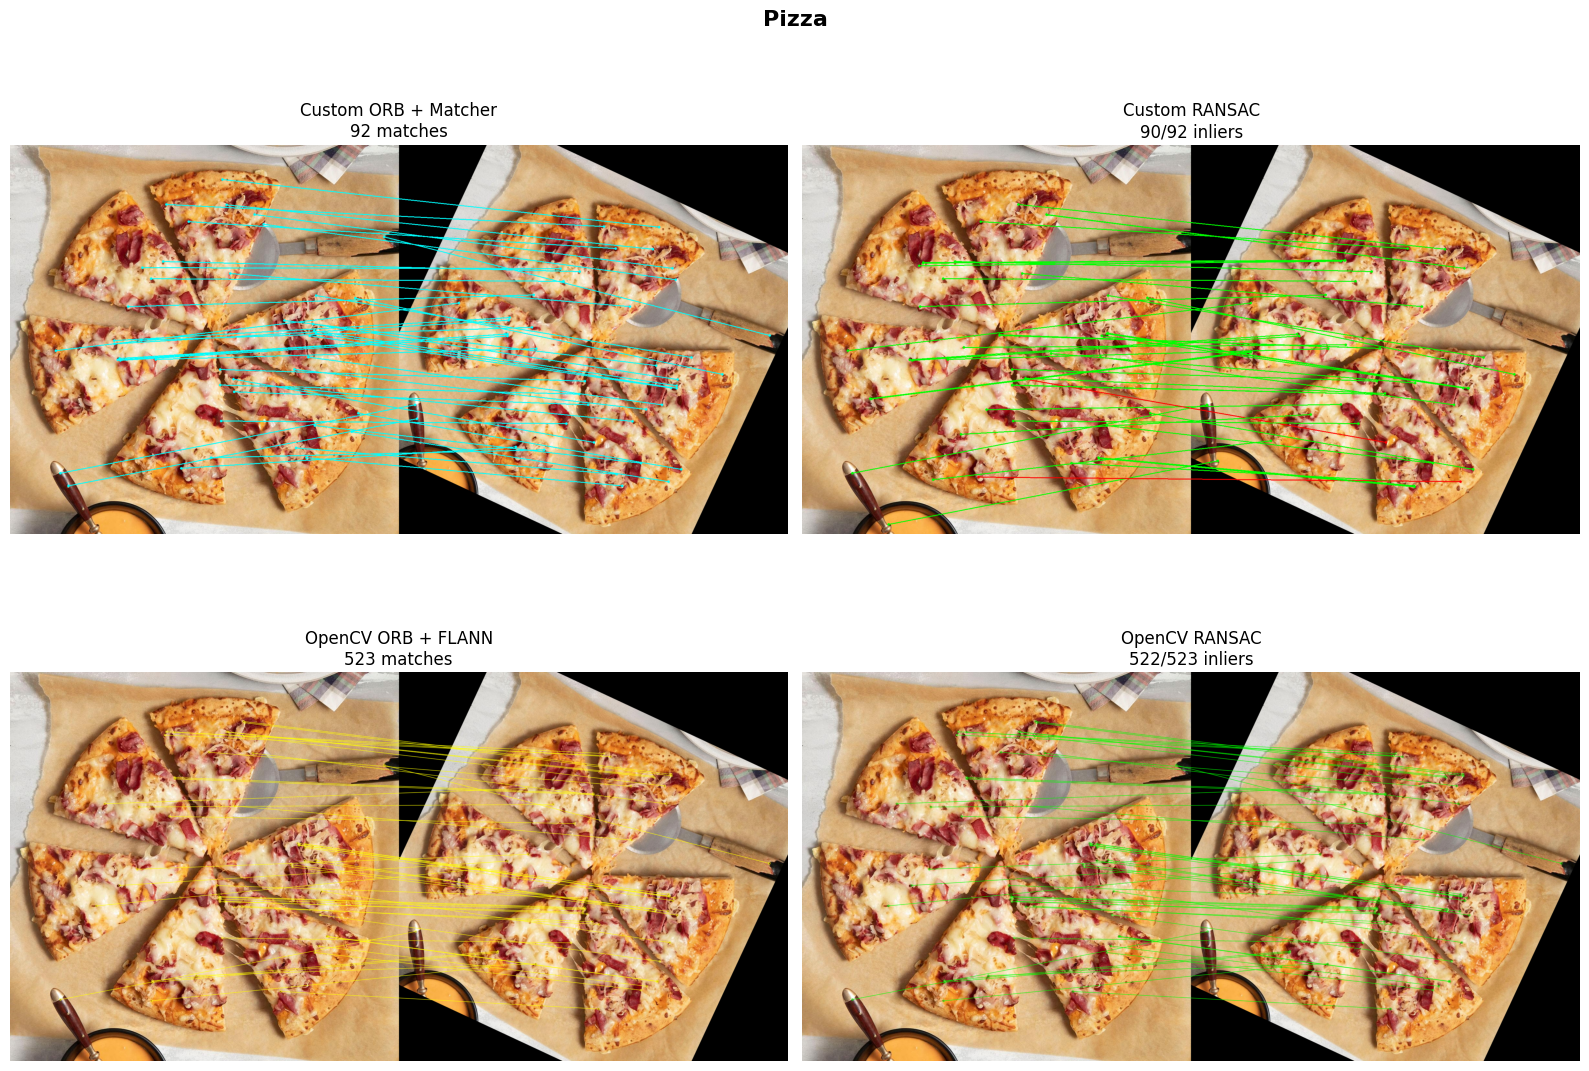 Pizza
Custom ORB + Matcher
92 matches
Custom RANSAC
90/92 inliers
OpenCV ORB + FLANN
523 matches
OpenCV RANSAC
522/523 inliers